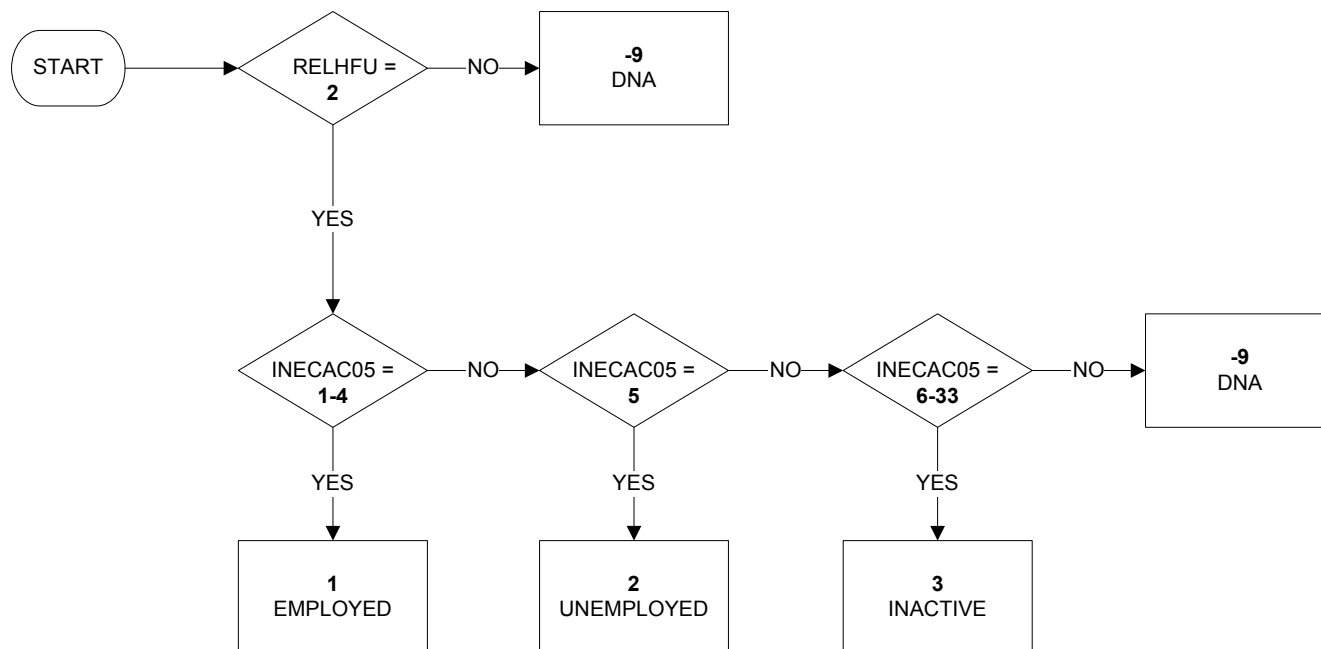 START
RELHFU =
2
NO
-9
DNA
YES
INECAC05 =
1-4
NO
INECAC05 =
5
NO
INECAC05 =
6-33
NO
-9
DNA
YES
YES
YES
1
EMPLOYED
2
UNEMPLOYED
3
INACTIVE